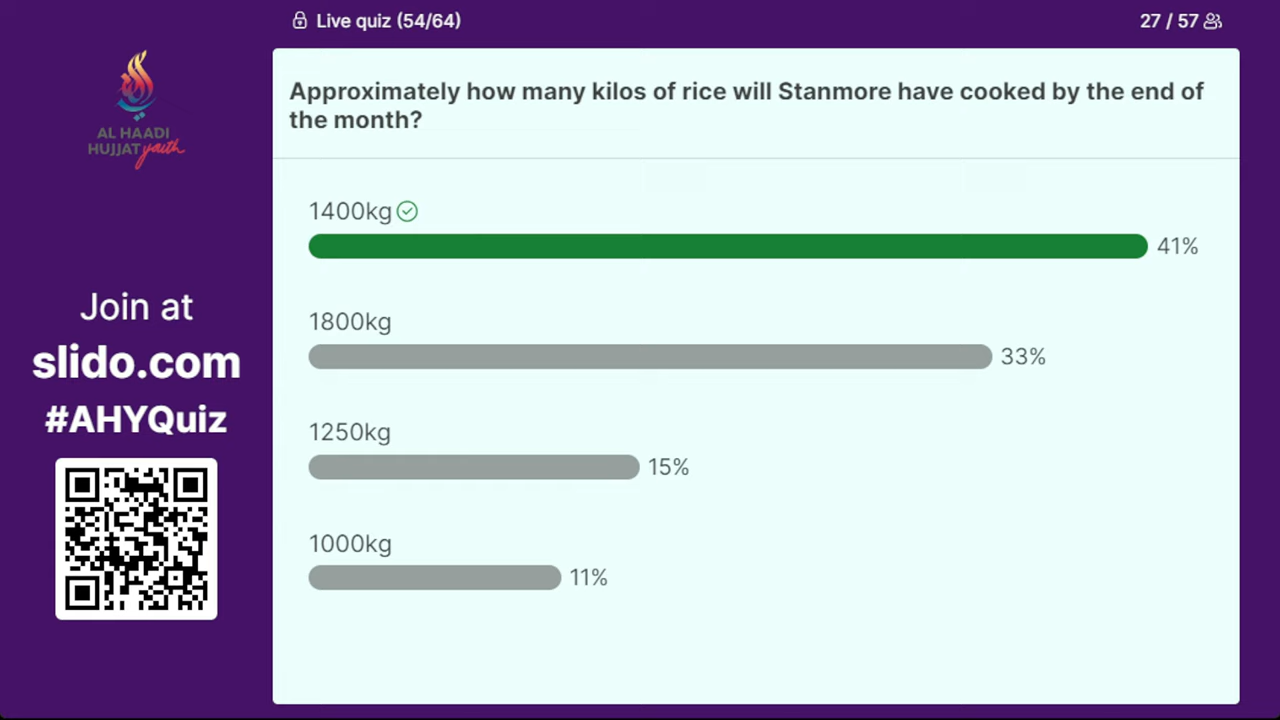 Live quiz (54/64)
27 / 57
AL HAADI
HUJJAT youth
Join at
slido.com
#AHYQuiz
Approximately how many kilos of rice will Stanmore have cooked by the end of
the month?
1400kg
41%
1800kg
33%
1250kg
15%
1000kg
11%